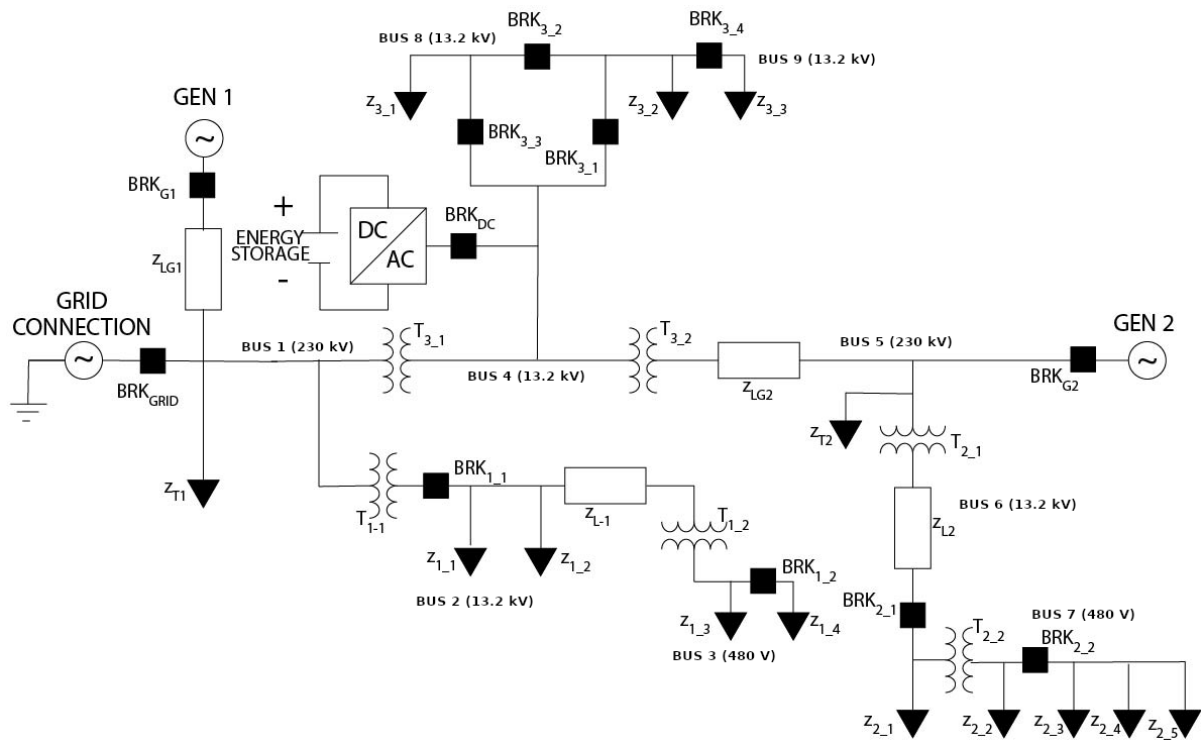 BRK3_2
BRK3_4
BUS 8 (13.2 kV)
BUS 9 (13.2 kV)
GEN 1
z3_1
z3_2
z3_3
~
BRK3_3
BRK3_1
BRKG1
+
ENERGY
STORAGE
-
DC
AC
BRKDC
zLG1
GRID
CONNECTION
~
BRKGRID
BUS 1 (230 kV)
T3_1
BUS 4 (13.2 kV)
T3_2
zLG2
BUS 5 (230 kV)
GEN 2
~
BRKG2
zT2
T2_1
zT1
T1-1
BRK1_1
zL-1
T1_2
BUS 6 (13.2 kV)
zL2
z1_1
z1_2
BUS 2 (13.2 kV)
BRK1_2
z1_3
z1_4
BUS 3 (480 V)
BRK2_1
BUS 7 (480 V)
T2_2
BRK2_2
z2_1
z2_2
z2_3
z2_4
z2_5